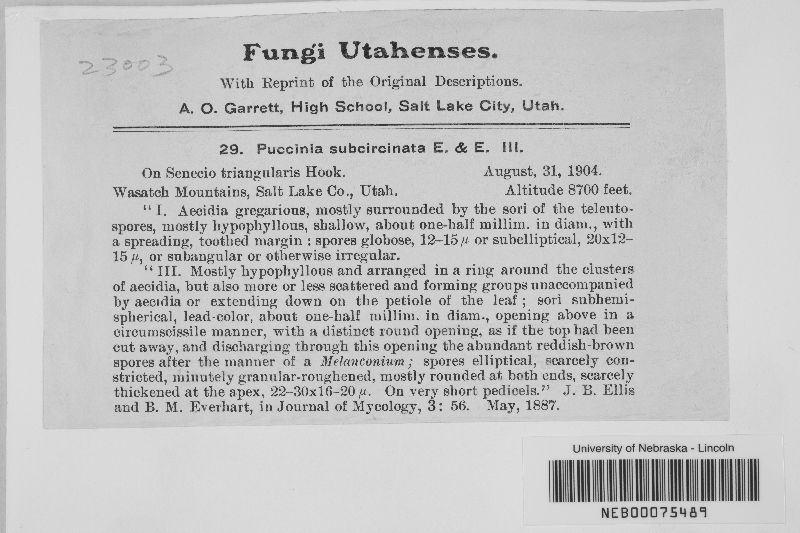 23003
Fungi Utahenses.
With Reprint of the Original Descriptions.
A. O. Garrett, High School, Salt Lake City, Utah.
29. Puccinia subcircinata E. & E. III.
On Senecio triangularis Hook. August, 31, 1904.
Wasatch Mountains, Salt Lake Co., Utah. Altitude 8700 feet.
"I. Aecidia gregarious, mostly surrounded by the sori of the teleuto-
spores, mostly hypophyllous, shallow, about one-half millim. in diam., with
a spreading, toothed margin ; spores globose, 12–15 µ or subelliptical, 20x12–
15 µ, or subangular or otherwise irregular.
"III. Mostly hypophyllous and arranged in a ring around the clusters
of aecidia, but also more or less scattered and forming groups unaccompanied
by aecidia or extending down on the petiole of the leaf ; sori subhemi-
spherical, lead-color, about one-half millim. in diam., opening above in a
circumscissile manner, with a distinct round opening, as if the top had been
cut away, and discharging through this opening the abundant reddish-brown
spores after the manner of a Melanconium ; spores elliptical, scarcely con-
stricted, minutely granular-roughened, mostly rounded at both ends, scarcely
thickened at the apex, 22–30x16–20 µ. On very short pedicels." J. B. Ellis
and B. M. Everhart, in Journal of Mycology, 3: 56. May, 1887.
University of Nebraska - Lincoln
NEB00075489